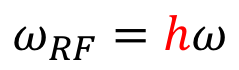 ω_RF = hω